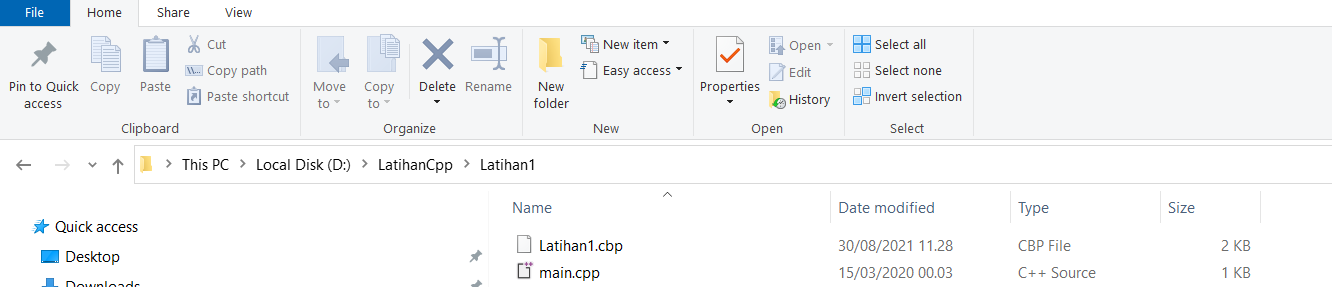 File Home Share View
Pin to Quick access
Copy
Paste
Cut
Copy path
Paste shortcut
Clipboard
Move to
Copy to
Delete
Rename
Organize
New folder
New item
Easy access
New
Properties
Open
Edit
History
Open
Select all
Select none
Invert selection
Select
This PC > Local Disk (D:) > LatihanCpp > Latihan1
Quick access
Desktop
Downloads
Name Date modified Type Size
Latihan1.cbp 30/08/2021 11.28 CBP File 2 KB
main.cpp 15/03/2020 00.03 C++ Source 1 KB